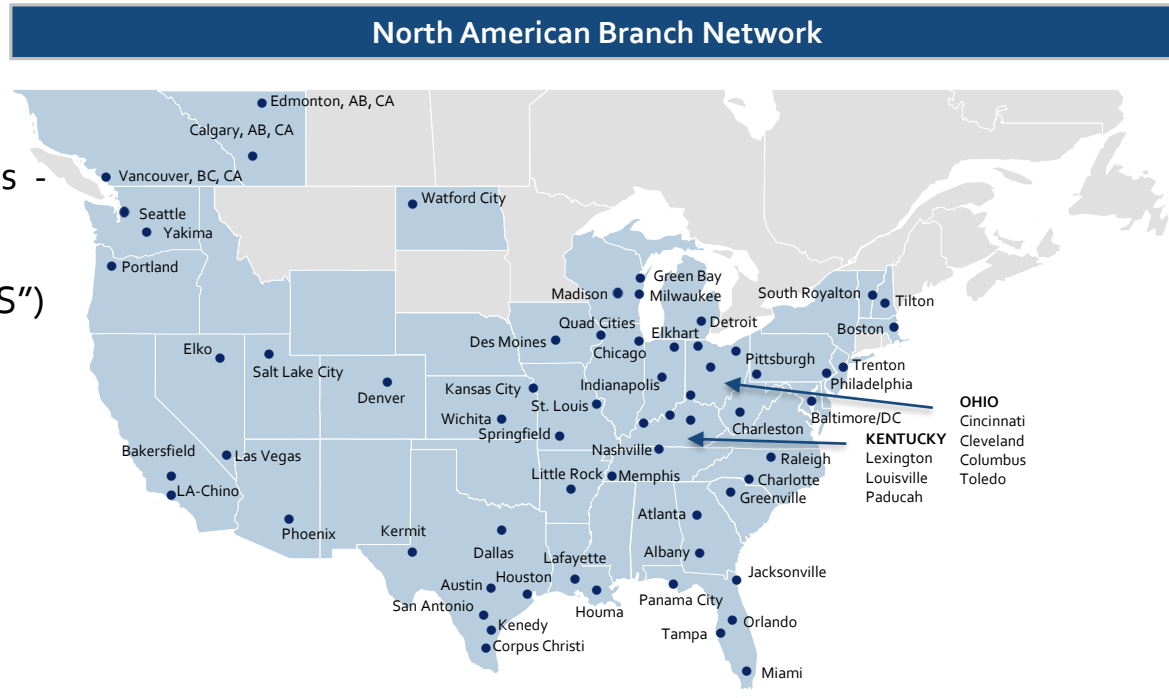 North American Branch Network
Edmonton, AB, CA
Calgary, AB, CA
s -
Vancouver, BC, CA
Watford City
Seattle
Yakima
Portland
S”)
Green Bay
Madison
Milwaukee
South Royalton
Tilton
Quad Cities
Detroit
Elkhart
Boston
Des Moines
Elko
Chicago
Pittsburgh
Salt Lake City
Trenton
Indianapolis
Philadelphia
Kansas City
Denver
OHIO
St. Louis
Baltimore/DC
Wichita
Cincinnati
Charleston
Springfield
KENTUCKY
Cleveland
Bakersfield
Nashville
Las Vegas
Raleigh
Lexington
Columbus
Little Rock
Memphis
Louisville
Toledo
Charlotte
LA-Chino
Greenville
Paducah
Atlanta
Phoenix
Kermit
Dallas
Albany
Lafayette
Jacksonville
Houston
Austin
Panama City
San Antonio
Houma
Orlando
Kenedy
Tampa
Corpus Christi
Miami